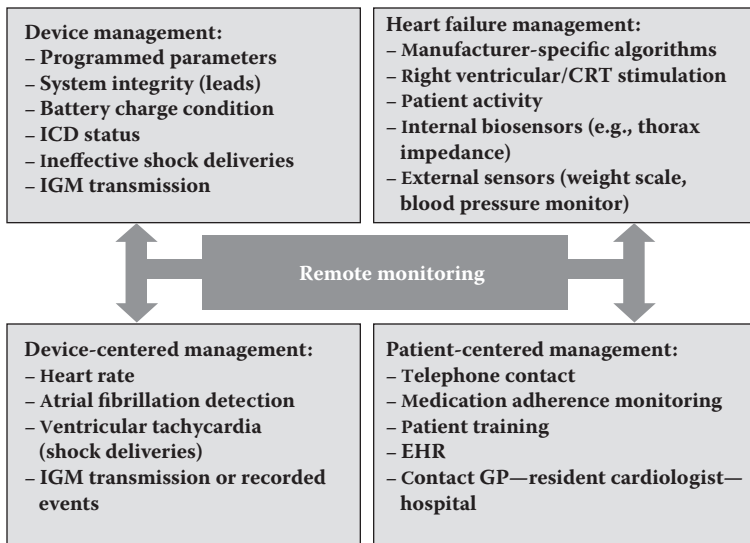 Device management:
– Programmed parameters
– System integrity (leads)
– Battery charge condition
– ICD status
– Ineffective shock deliveries
– IGM transmission
Heart failure management:
– Manufacturer-specific algorithms
– Right ventricular/CRT stimulation
– Patient activity
– Internal biosensors (e.g., thorax
impedance)
– External sensors (weight scale,
blood pressure monitor)
Remote monitoring
Device-centered management:
– Heart rate
– Atrial fibrillation detection
– Ventricular tachycardia
(shock deliveries)
– IGM transmission or recorded
events
Patient-centered management:
– Telephone contact
– Medication adherence monitoring
– Patient training
– EHR
– Contact GP—resident cardiologist—
hospital